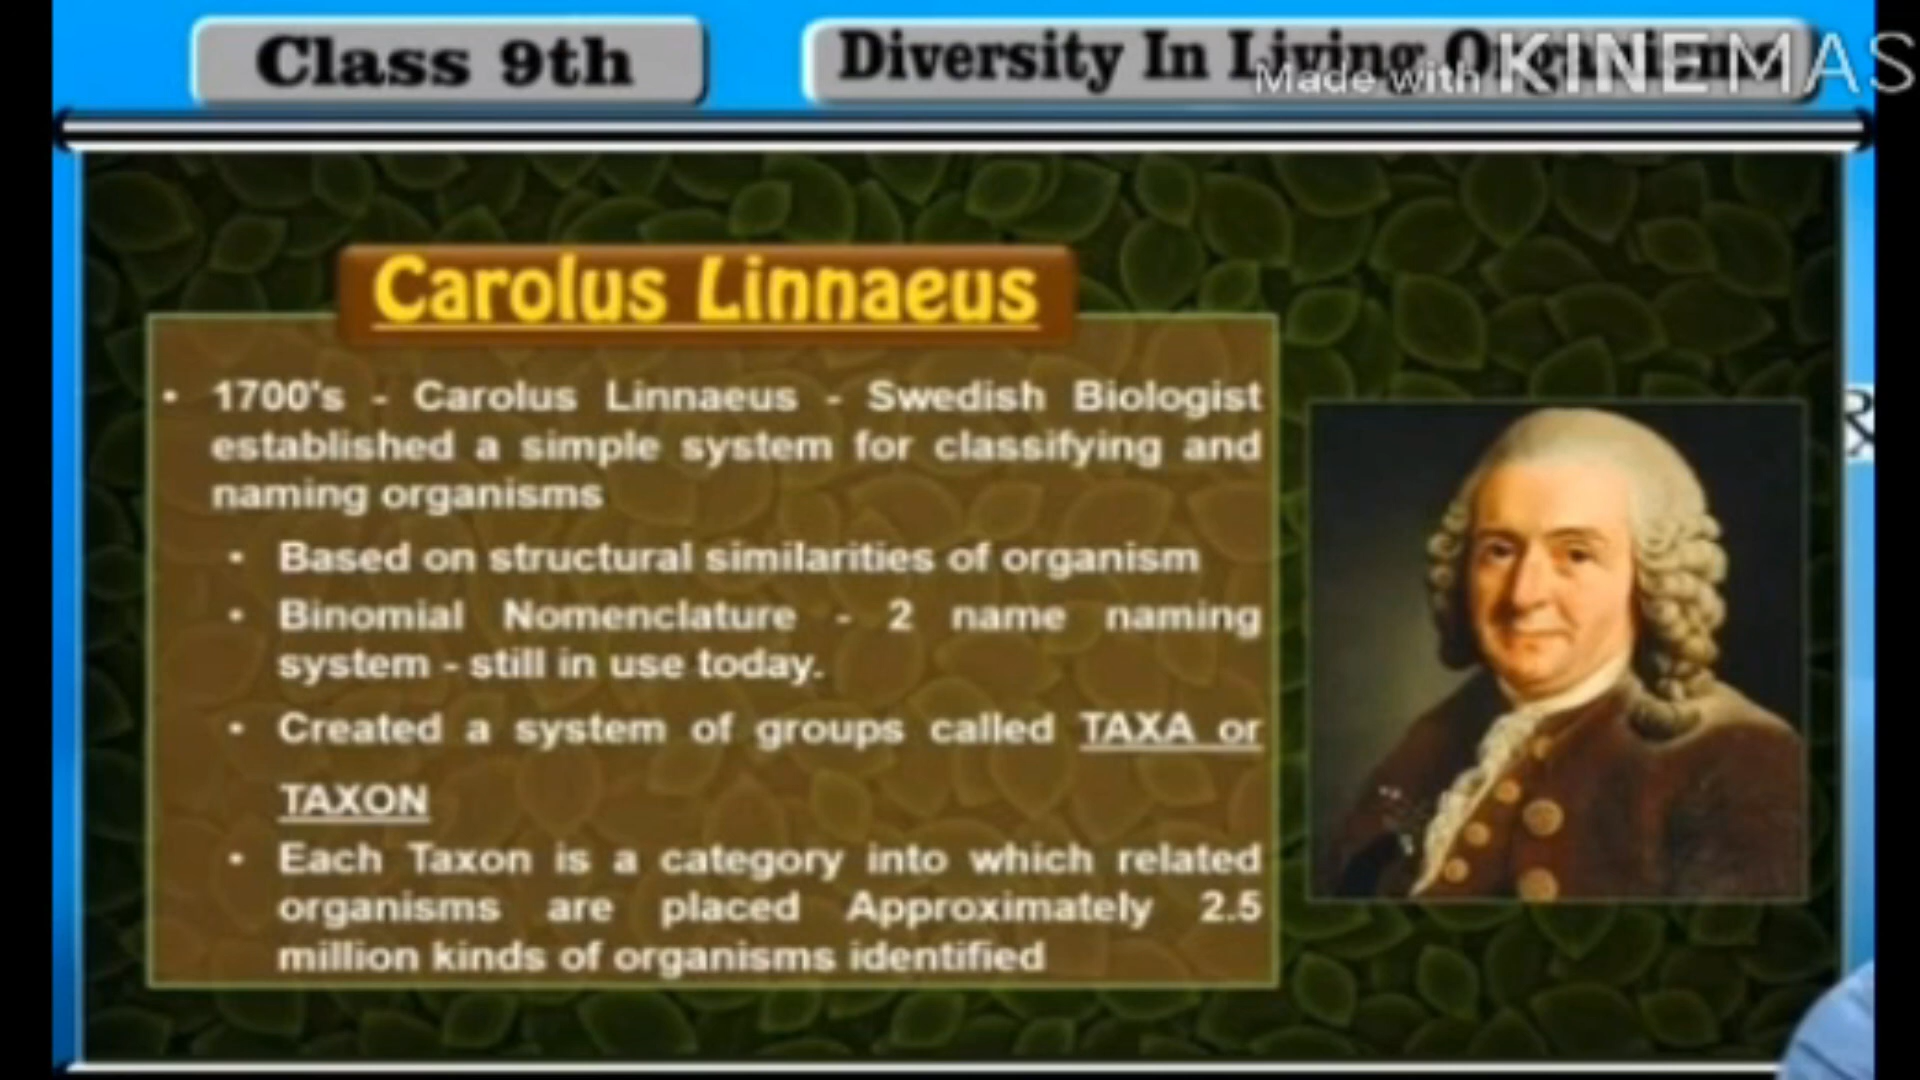 Class 9th
Diversity In Living Organisms
Made with KINEMAS
Carolus Linnaeus
• 1700's - Carolus Linnaeus - Swedish Biologist
established a simple system for classifying and
naming organisms
• Based on structural similarities of organism
• Binomial Nomenclature - 2 name naming
system - still in use today.
• Created a system of groups called TAXA or
TAXON
• Each Taxon is a category into which related
organisms are placed Approximately 2.5
million kinds of organisms identified